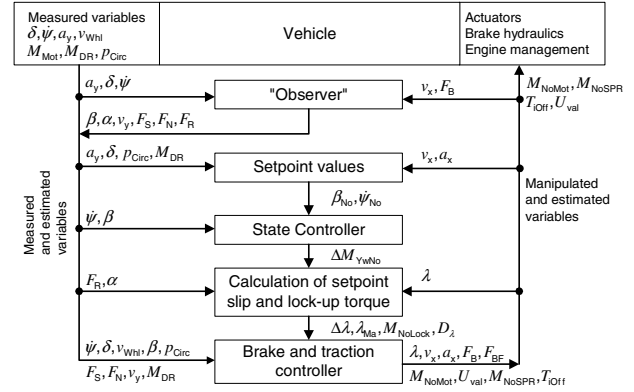 Measured variables
δ, ψ̇, a_y, v_Whl
M_Mot, M_DR, p_Circ
Vehicle
Actuators
Brake hydraulics
Engine management
a_y, δ, ψ̇
"Observer"
v_x, F_B
M_NoMot, M_NoSPR
T_iOff, U_val
β, α, v_y, F_S, F_N, F_R
a_y, δ, p_Circ, M_DR
Setpoint values
v_x, a_x
Measured
and estimated
variables
Manipulated
and estimated
variables
β_No, ψ̇_No
ψ̇, β
State Controller
ΔM_YwNo
F_R, α
Calculation of setpoint
slip and lock-up torque
λ
Δλ, λ_Ma, M_NoLock, D_λ
ψ̇, δ, v_Whl, β, p_Circ
F_S, F_N, v_y, M_DR
Brake and traction
controller
λ, v_x, a_x, F_B, F_BF
M_NoMot, U_val, M_NoSPR, T_iOff